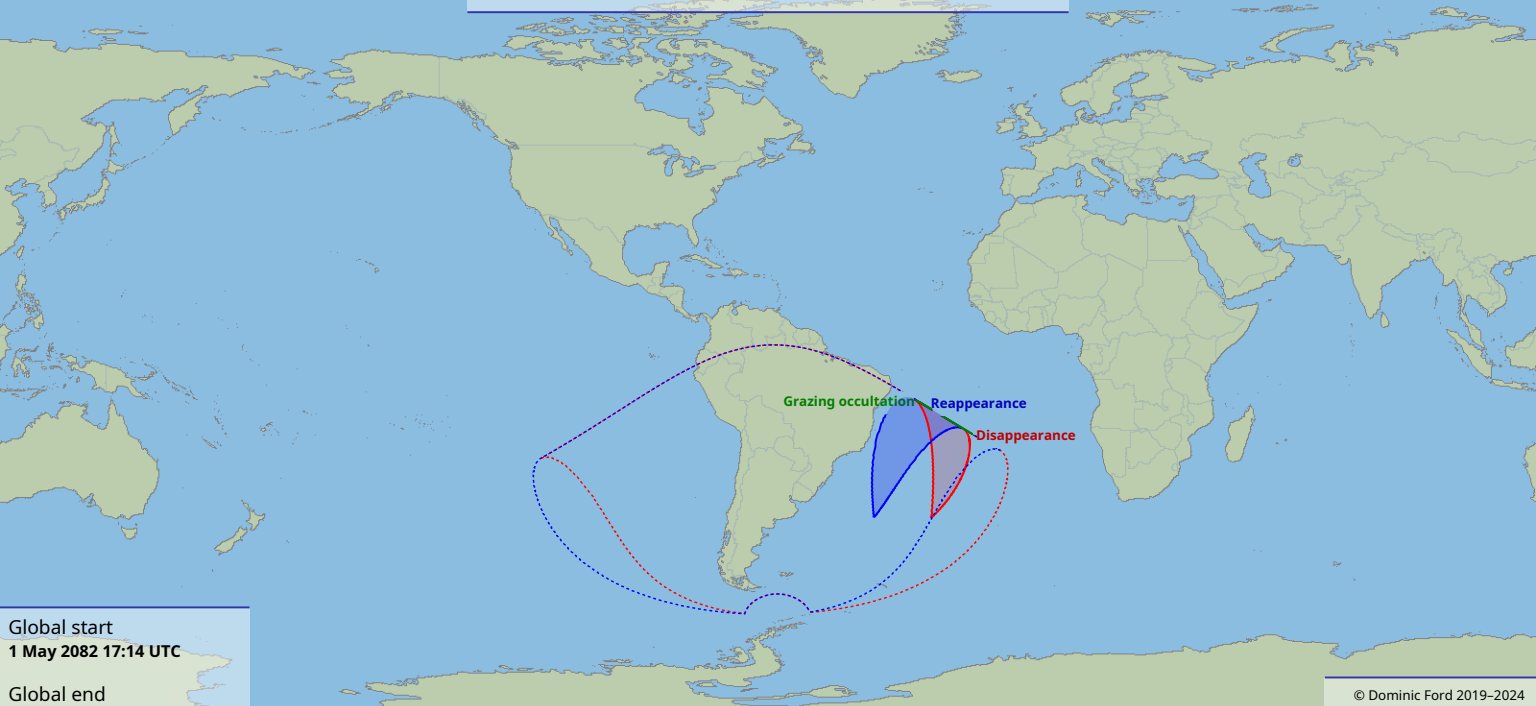 Grazing occultation
Reappearance
Disappearance
Global start
1 May 2082 17:14 UTC
Global end
© Dominic Ford 2019–2024